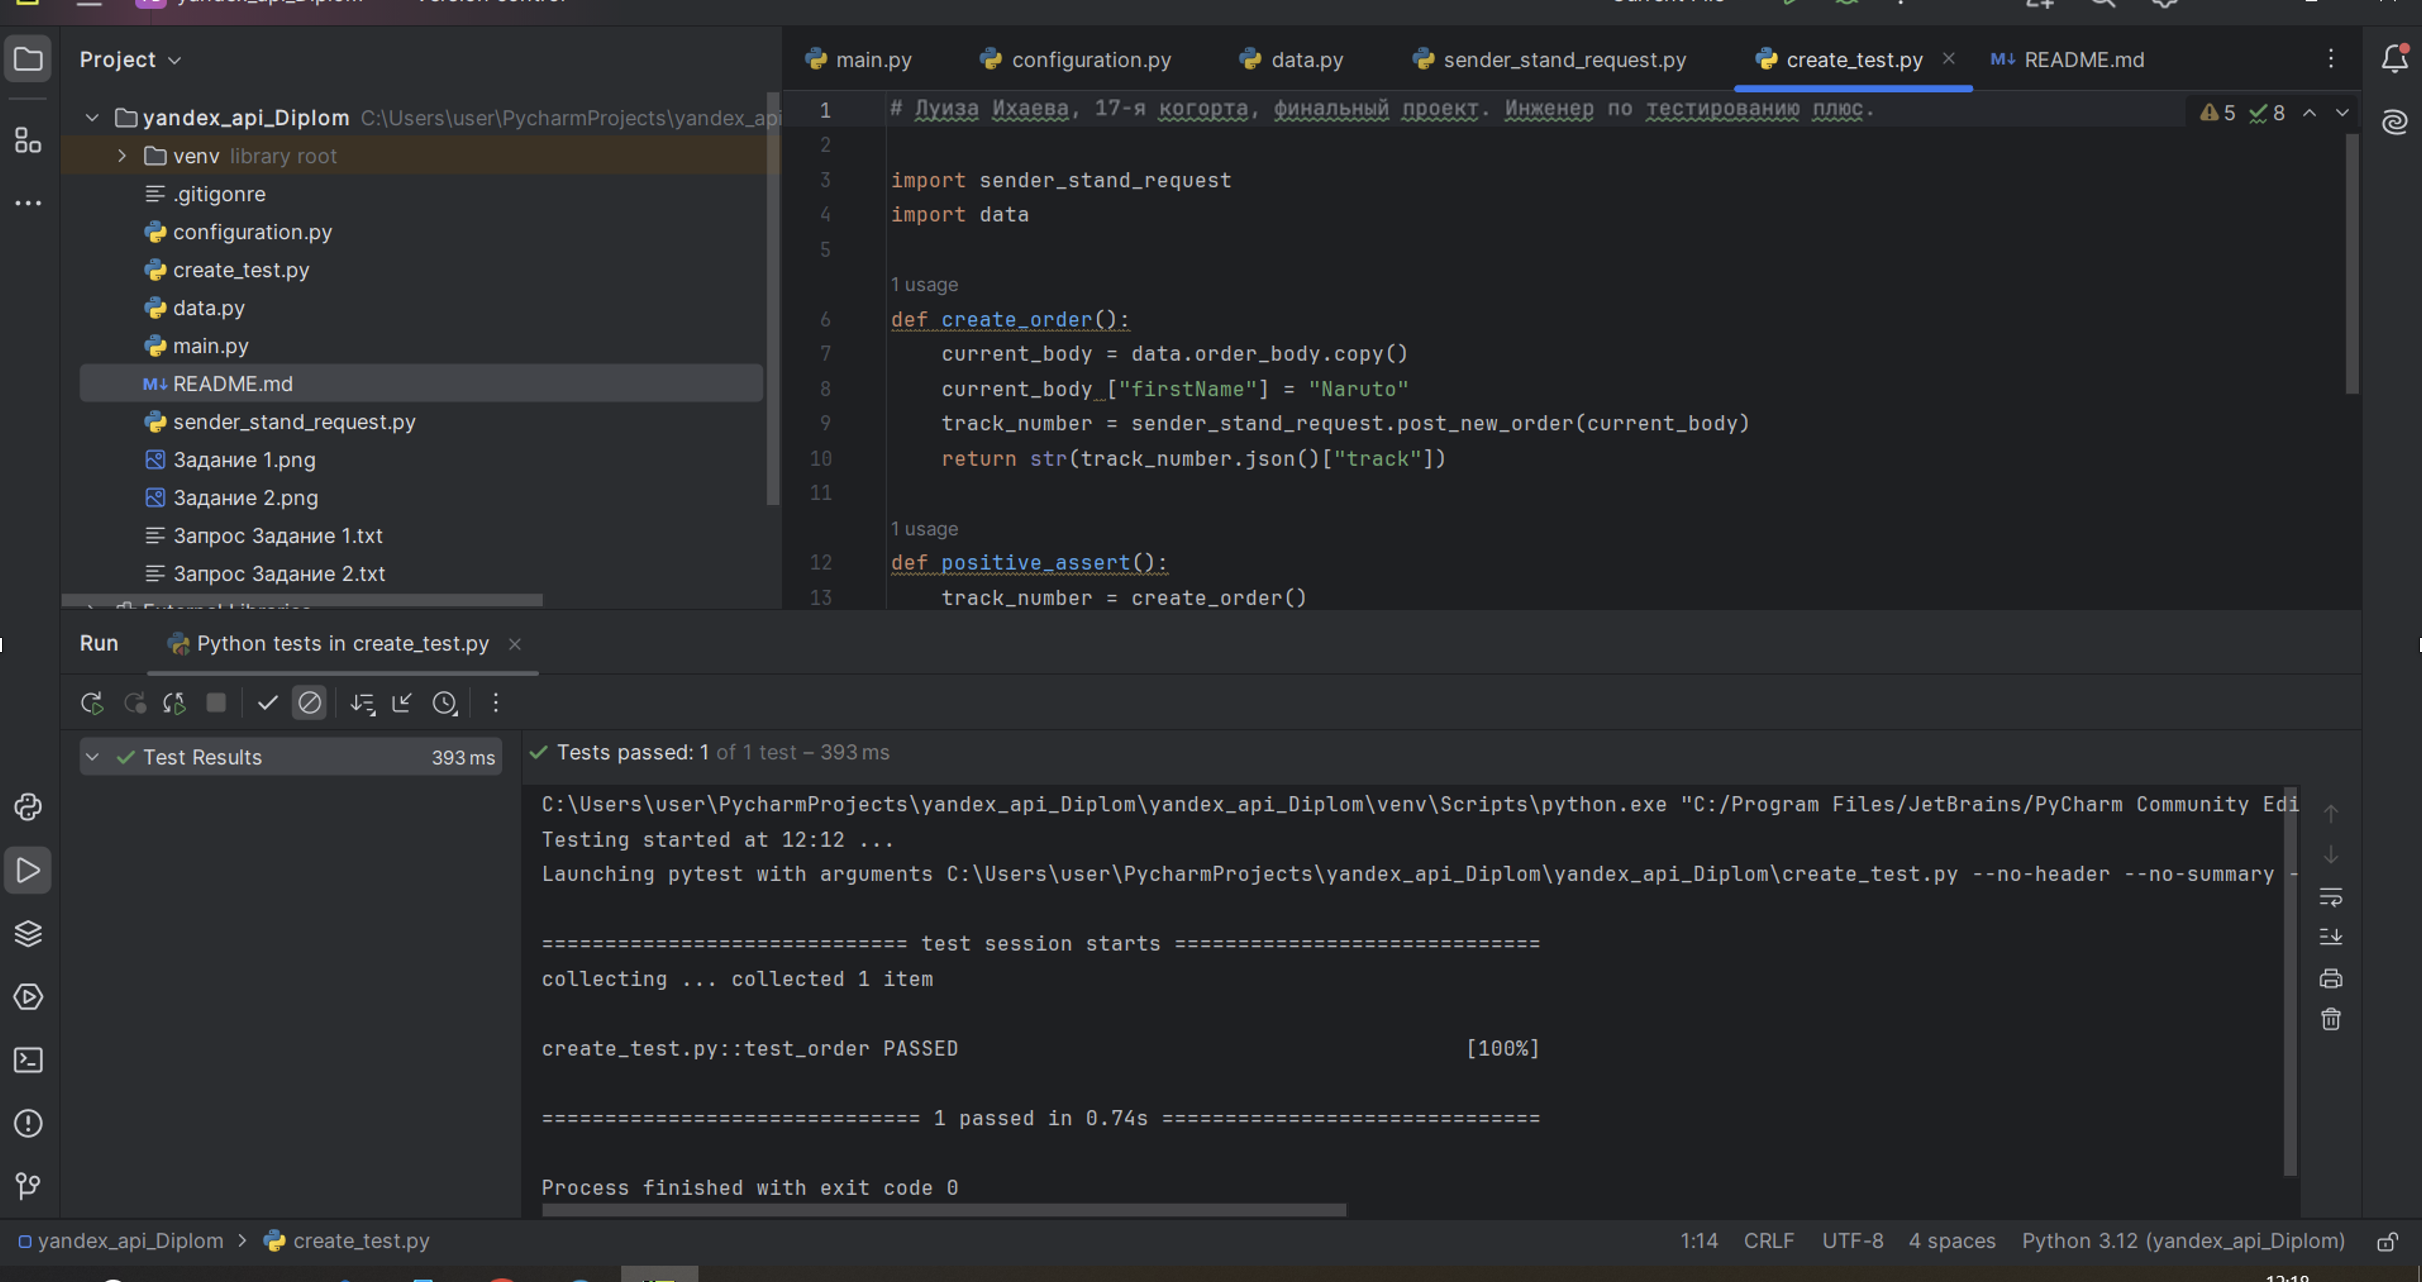 Project
main.py
configuration.py
data.py
sender_stand_request.py
create_test.py
README.md
yandex_api_Diplom C:\Users\user\PycharmProjects\yandex_api
venv library root
.gitigonre
configuration.py
create_test.py
data.py
main.py
README.md
sender_stand_request.py
Задание 1.png
Задание 2.png
Запрос Задание 1.txt
Запрос Задание 2.txt
1 # Луиза Ихаева, 17-я когорта, финальный проект. Инженер по тестированию плюс.
5 8
2
3 import sender_stand_request
4 import data
5
1 usage
6 def create_order():
7 current_body = data.order_body.copy()
8 current_body ["firstName"] = "Naruto"
9 track_number = sender_stand_request.post_new_order(current_body)
10 return str(track_number.json()["track"])
11
1 usage
12 def positive_assert():
13 track_number = create_order()
Run
Python tests in create_test.py
Test Results 393 ms
Tests passed: 1 of 1 test – 393 ms
C:\Users\user\PycharmProjects\yandex_api_Diplom\yandex_api_Diplom\venv\Scripts\python.exe "C:/Program Files/JetBrains/PyCharm Community Edi
Testing started at 12:12 ...
Launching pytest with arguments C:\Users\user\PycharmProjects\yandex_api_Diplom\yandex_api_Diplom\create_test.py --no-header --no-summary -
============================= test session starts =============================
collecting ... collected 1 item
create_test.py::test_order PASSED [100%]
============================== 1 passed in 0.74s ==============================
Process finished with exit code 0
yandex_api_Diplom > create_test.py
1:14 CRLF UTF-8 4 spaces Python 3.12 (yandex_api_Diplom)